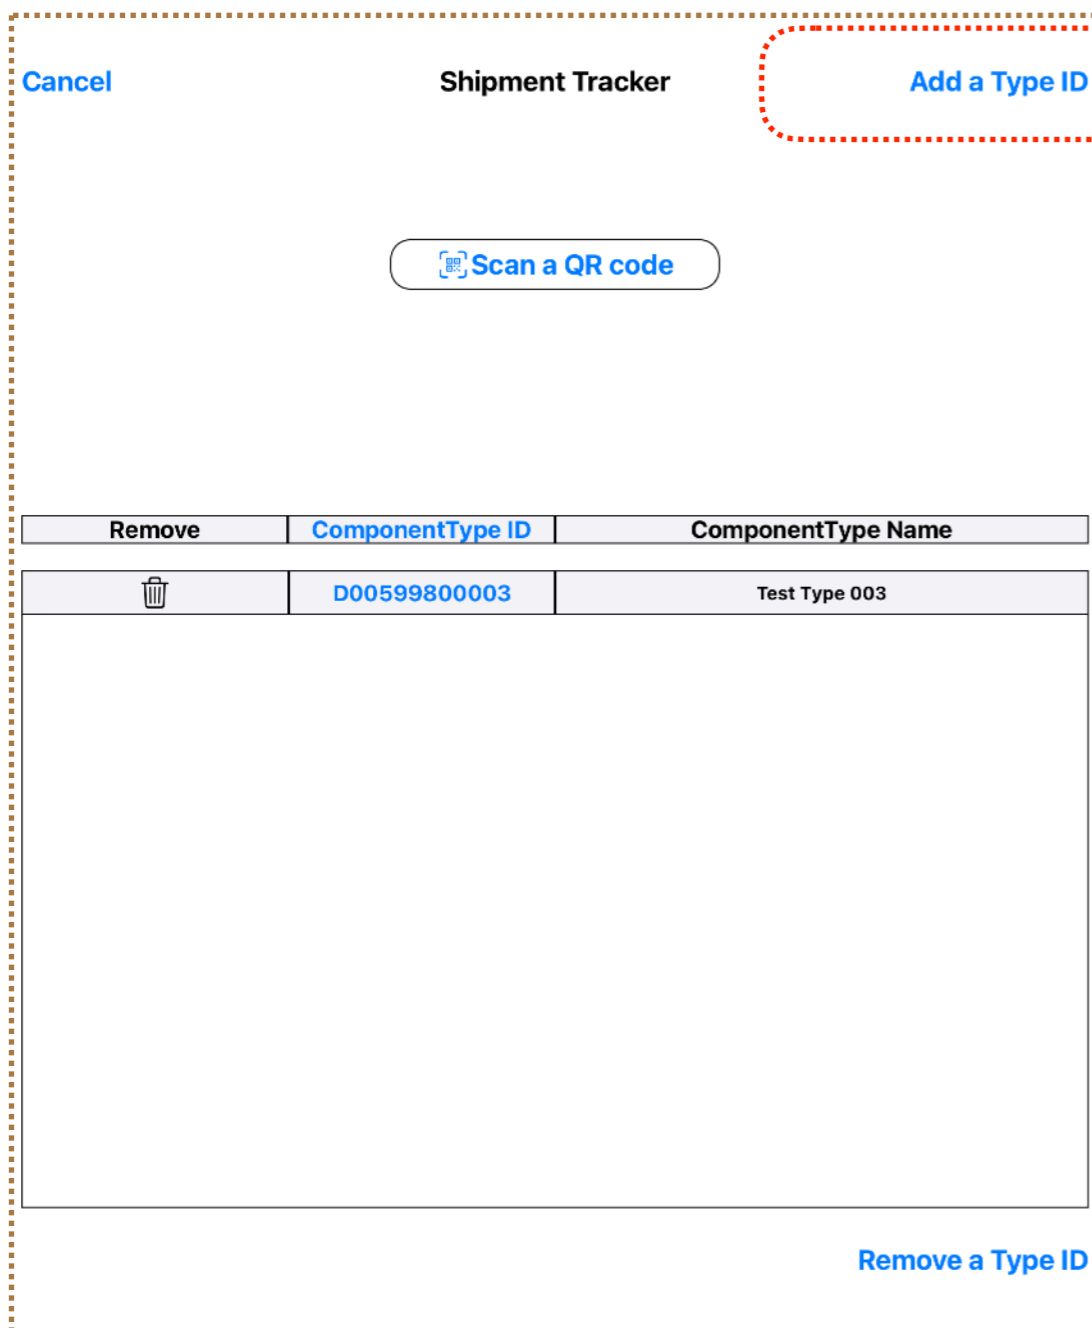 Cancel Shipment Tracker Add a Type ID
Scan a QR code
Remove ComponentType ID ComponentType Name
D00599800003 Test Type 003
Remove a Type ID